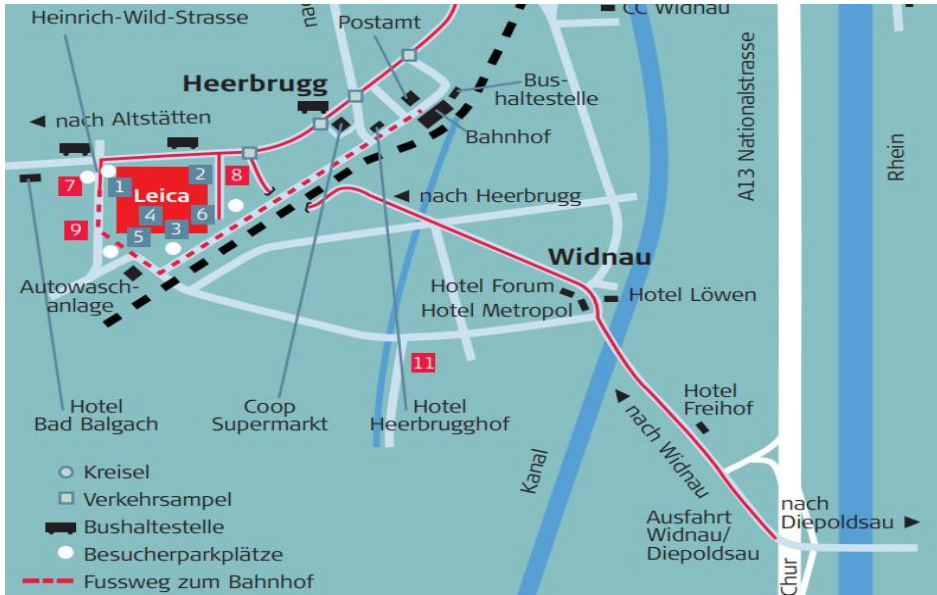 Heinrich-Wild-Strasse
Postamt
CC Widnau
Heerbrugg
Bus-
haltestelle
Bahnhof
nach Altstätten
A13 Nationalstrasse
Rhein
7
1
2
8
Leica
4
6
9
5
3
nach Heerbrugg
Widnau
Autowasch-
anlage
Hotel Forum
Hotel Metropol
Hotel Löwen
11
Hotel
Bad Balgach
Coop
Supermarkt
Hotel
Heerbrugghof
Hotel
Freihof
nach Widnau
Kanal
Kreisel
Verkehrsampel
Bushaltestelle
Besucherparkplätze
Fussweg zum Bahnhof
Ausfahrt
Widnau/
Diepoldsau
nach
Diepoldsau
Chur